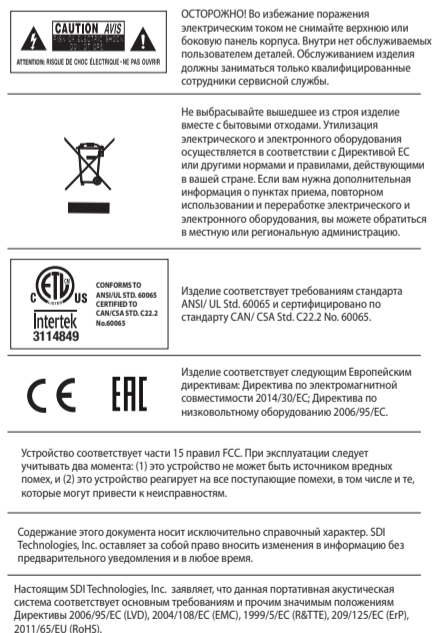 CAUTION AVIS
RISK OF ELECTRIC SHOCK
DO NOT OPEN
ATTENTION: RISQUE DE CHOC ÉLECTRIQUE-NE PAS OUVRIR
ОСТОРОЖНО! Во избежание поражения
электрическим током не снимайте верхнюю или
боковую панель корпуса. Внутри нет обслуживаемых
пользователем деталей. Обслуживанием изделия
должны заниматься только квалифицированные
сотрудники сервисной службы.
Не выбрасывайте вышедшее из строя изделие
вместе с бытовыми отходами. Утилизация
электрического и электронного оборудования
осуществляется в соответствии с Директивой ЕС
или другими нормами и правилами, действующими
в вашей стране. Если вам нужна дополнительная
информация о пунктах приема, повторном
использовании и переработке электрического и
электронного оборудования, вы можете обратиться
в местную или региональную администрацию.
ETL CM
LISTED
C US
Intertek
3114849
CONFORMS TO
ANSI/UL STD. 60065
CERTIFIED TO
CAN/CSA STD. C22.2
No.60065
Изделие соответствует требованиям стандарта
ANSI/ UL Std. 60065 и сертифицировано по
стандарту CAN/ CSA Std. C22.2 No. 60065.
CE EAC
Изделие соответствует следующим Европейским
директивам: Директива по электромагнитной
совместимости 2014/30/EC; Директива по
низковольтному оборудованию 2006/95/EC.
Устройство соответствует части 15 правил FCC. При эксплуатации следует
учитывать два момента: (1) это устройство не может быть источником вредных
помех, и (2) это устройство реагирует на все поступающие помехи, в том числе и те,
которые могут привести к неисправностям.
Содержание этого документа носит исключительно справочный характер. SDI
Technologies, Inc. оставляет за собой право вносить изменения в информацию без
предварительного уведомления и в любое время.
Настоящим SDI Technologies, Inc. заявляет, что данная портативная акустическая
система соответствует основным требованиям и прочим значимым положениям
Директивы 2006/95/EC (LVD), 2004/108/EC (EMC), 1999/5/EC (R&TTE), 209/125/EC (ErP),
2011/65/EU (RoHS).